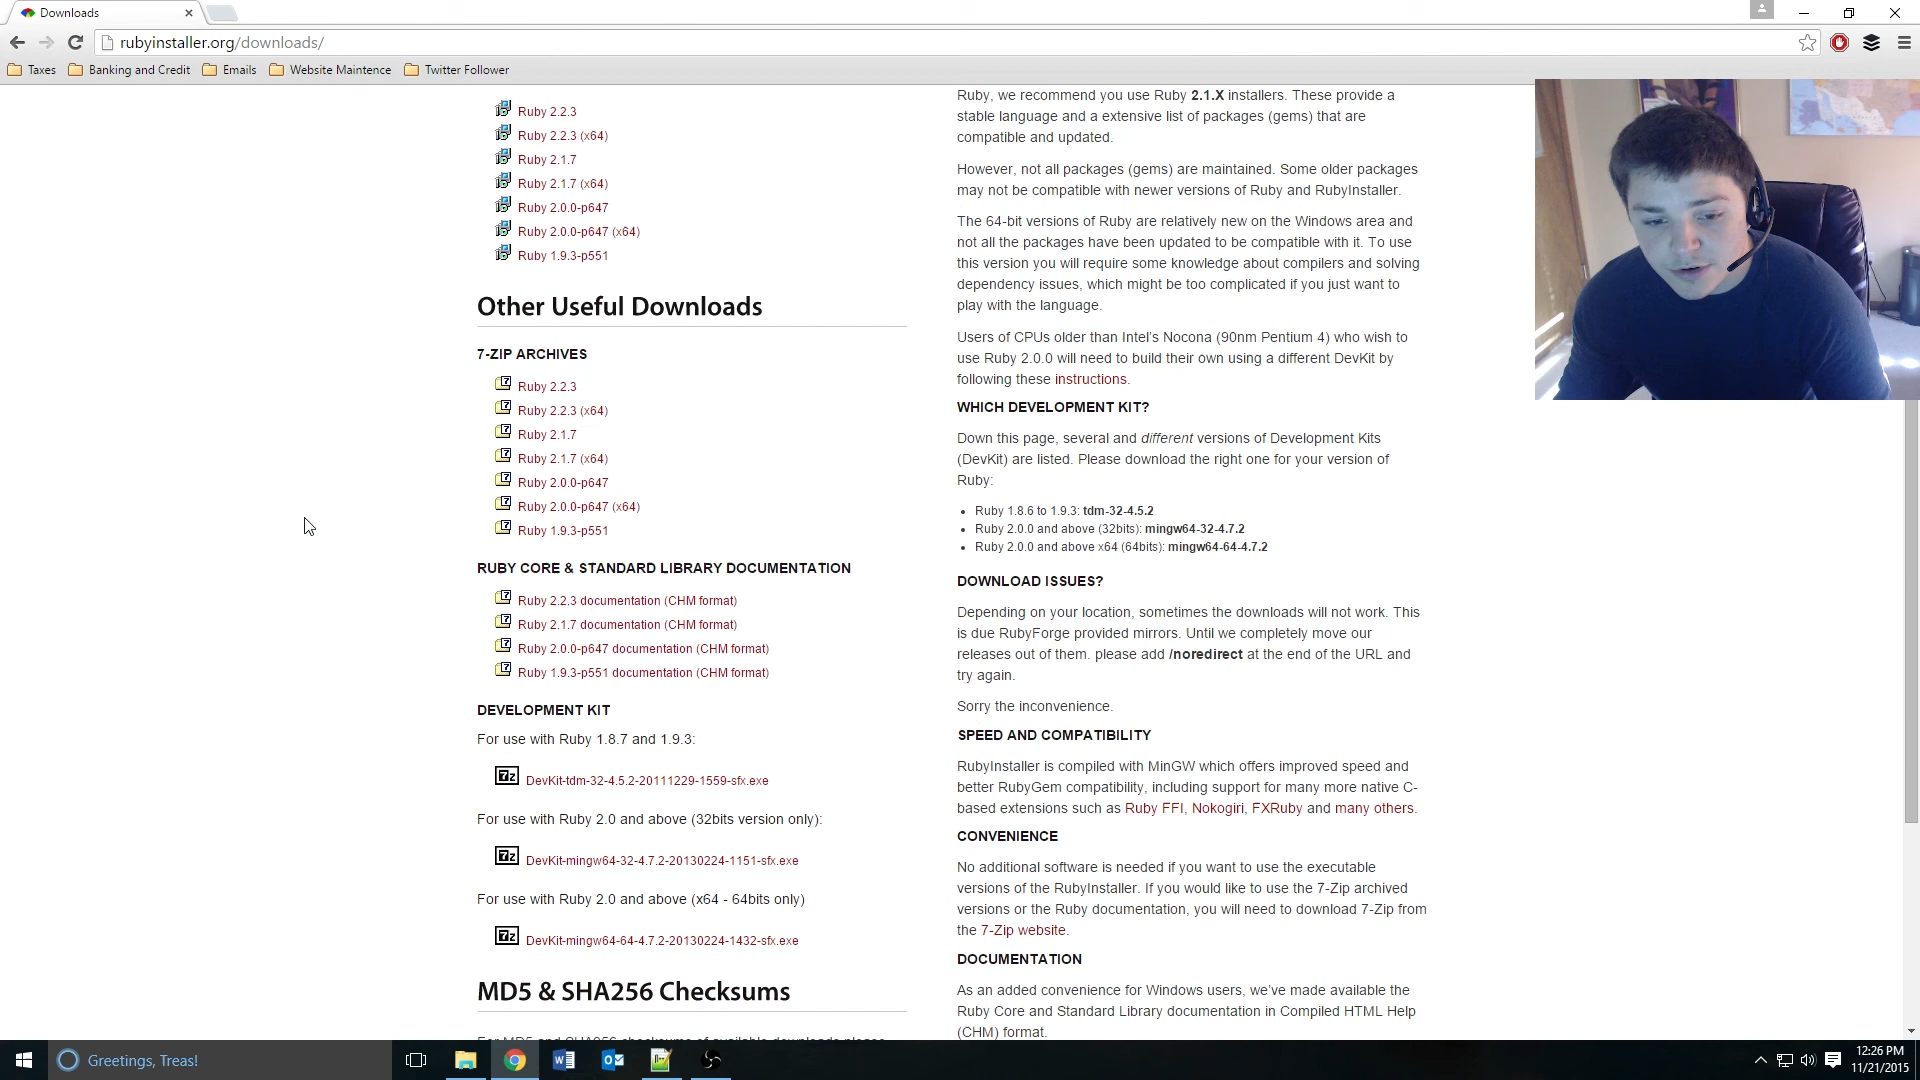 Downloads
rubyinstaller.org/downloads/
Taxes
Banking and Credit
Emails
Website Maintence
Twitter Follower
Ruby 2.2.3
Ruby 2.2.3 (x64)
Ruby 2.1.7
Ruby 2.1.7 (x64)
Ruby 2.0.0-p647
Ruby 2.0.0-p647 (x64)
Ruby 1.9.3-p551
Other Useful Downloads
7-ZIP ARCHIVES
Ruby 2.2.3
Ruby 2.2.3 (x64)
Ruby 2.1.7
Ruby 2.1.7 (x64)
Ruby 2.0.0-p647
Ruby 2.0.0-p647 (x64)
Ruby 1.9.3-p551
RUBY CORE & STANDARD LIBRARY DOCUMENTATION
Ruby 2.2.3 documentation (CHM format)
Ruby 2.1.7 documentation (CHM format)
Ruby 2.0.0-p647 documentation (CHM format)
Ruby 1.9.3-p551 documentation (CHM format)
DEVELOPMENT KIT
For use with Ruby 1.8.7 and 1.9.3:
DevKit-tdm-32-4.5.2-20111229-1559-sfx.exe
For use with Ruby 2.0 and above (32bits version only):
DevKit-mingw64-32-4.7.2-20130224-1151-sfx.exe
For use with Ruby 2.0 and above (x64 - 64bits only)
DevKit-mingw64-64-4.7.2-20130224-1432-sfx.exe
MD5 & SHA256 Checksums
For MD5 and SHA256 checksums of available downloads please
Ruby, we recommend you use Ruby 2.1.X installers. These provide a
stable language and a extensive list of packages (gems) that are
compatible and updated.
However, not all packages (gems) are maintained. Some older packages
may not be compatible with newer versions of Ruby and RubyInstaller.
The 64-bit versions of Ruby are relatively new on the Windows area and
not all the packages have been updated to be compatible with it. To use
this version you will require some knowledge about compilers and solving
dependency issues, which might be too complicated if you just want to
play with the language.
Users of CPUs older than Intel's Nocona (90nm Pentium 4) who wish to
use Ruby 2.0.0 will need to build their own using a different DevKit by
following these instructions.
WHICH DEVELOPMENT KIT?
Down this page, several and different versions of Development Kits
(DevKit) are listed. Please download the right one for your version of
Ruby:
• Ruby 1.8.6 to 1.9.3: tdm-32-4.5.2
• Ruby 2.0.0 and above (32bits): mingw64-32-4.7.2
• Ruby 2.0.0 and above x64 (64bits): mingw64-64-4.7.2
DOWNLOAD ISSUES?
Depending on your location, sometimes the downloads will not work. This
is due RubyForge provided mirrors. Until we completely move our
releases out of them. please add /noredirect at the end of the URL and
try again.
Sorry the inconvenience.
SPEED AND COMPATIBILITY
RubyInstaller is compiled with MinGW which offers improved speed and
better RubyGem compatibility, including support for many more native C-
based extensions such as Ruby FFI, Nokogiri, FXRuby and many others.
CONVENIENCE
No additional software is needed if you want to use the executable
versions of the RubyInstaller. If you would like to use the 7-Zip archived
versions or the Ruby documentation, you will need to download 7-Zip from
the 7-Zip website.
DOCUMENTATION
As an added convenience for Windows users, we've made available the
Ruby Core and Standard Library documentation in Compiled HTML Help
(CHM) format.
Greetings, Treas!
12:26 PM
11/21/2015